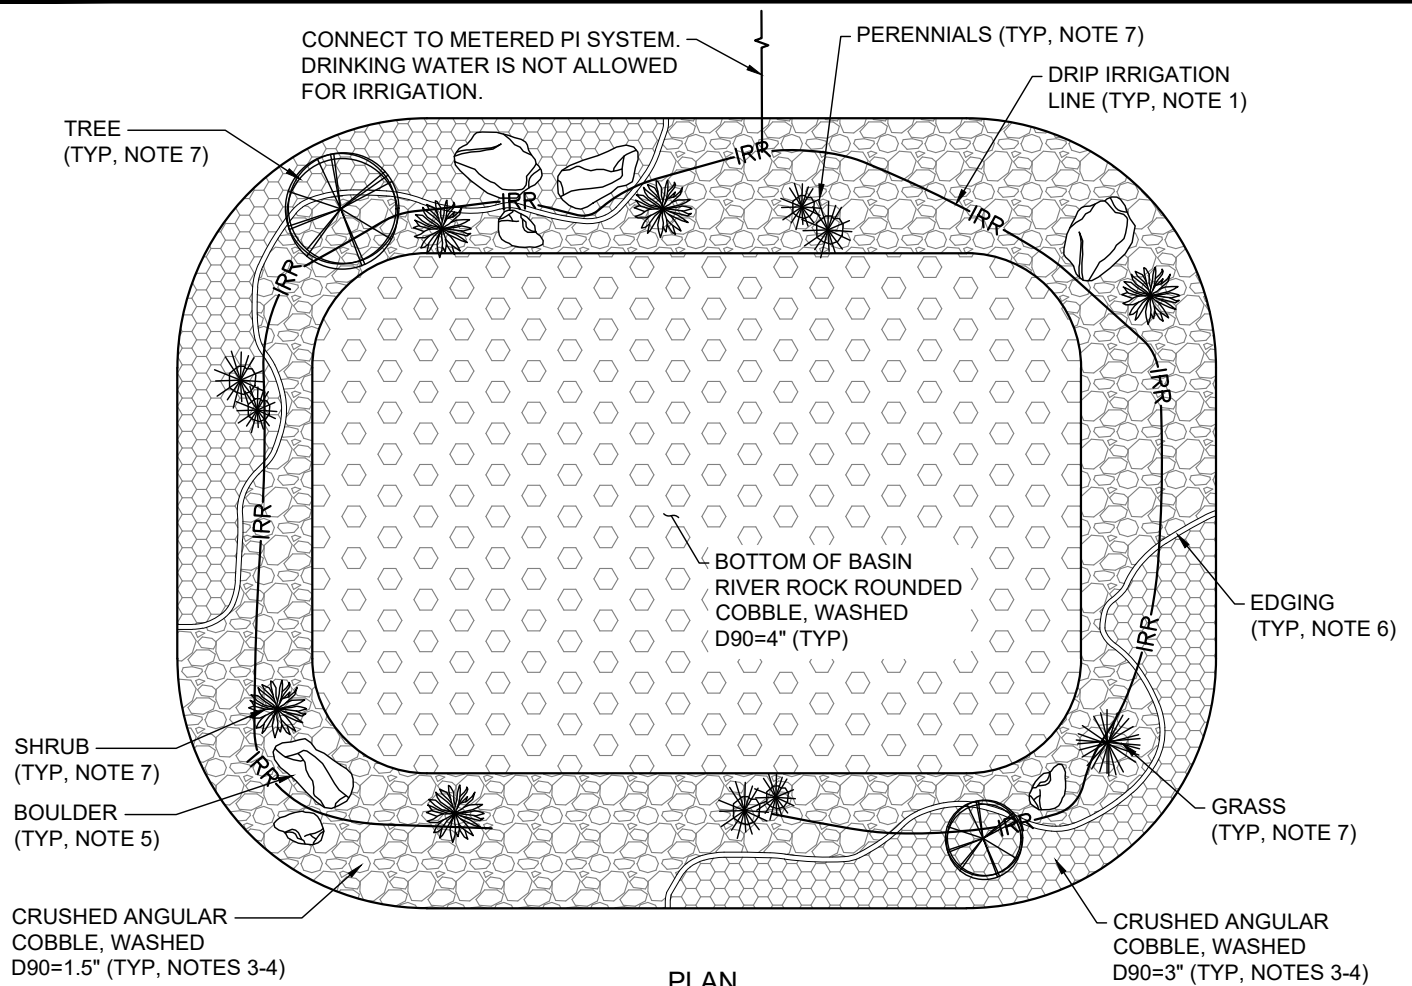 CONNECT TO METERED PI SYSTEM.
DRINKING WATER IS NOT ALLOWED
FOR IRRIGATION.
PERENNIALS (TYP, NOTE 7)
DRIP IRRIGATION
LINE (TYP, NOTE 1)
TREE
(TYP, NOTE 7)
IRR
IRR
IRR
IRR
IRR
IRR
BOTTOM OF BASIN
RIVER ROCK ROUNDED
COBBLE, WASHED
D90=4" (TYP)
EDGING
(TYP, NOTE 6)
IRR
SHRUB
(TYP, NOTE 7)
IRR
BOULDER
(TYP, NOTE 5)
GRASS
(TYP, NOTE 7)
IRR
CRUSHED ANGULAR
COBBLE, WASHED
D90=1.5" (TYP, NOTES 3-4)
CRUSHED ANGULAR
COBBLE, WASHED
D90=3" (TYP, NOTES 3-4)
PLAN